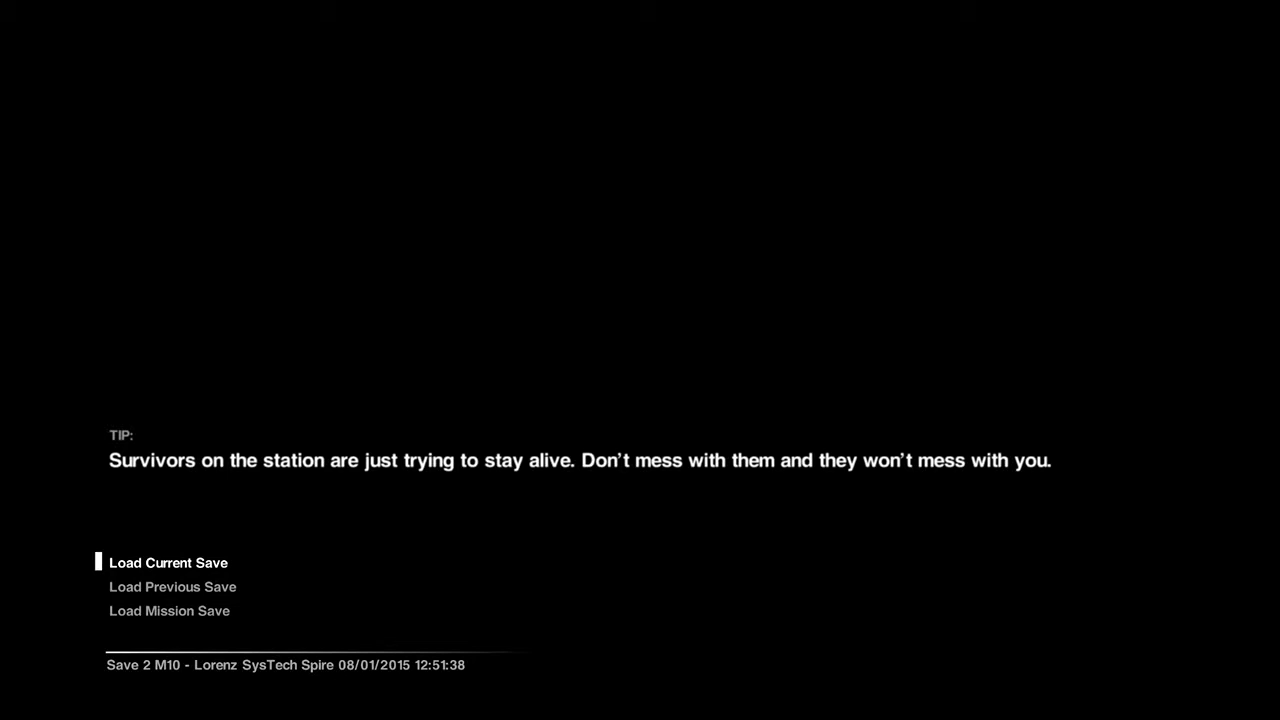 TIP:
Survivors on the station are just trying to stay alive. Don’t mess with them and they won’t mess with you.
Load Current Save
Load Previous Save
Load Mission Save
Save 2 M10 - Lorenz SysTech Spire 08/01/2015 12:51:38